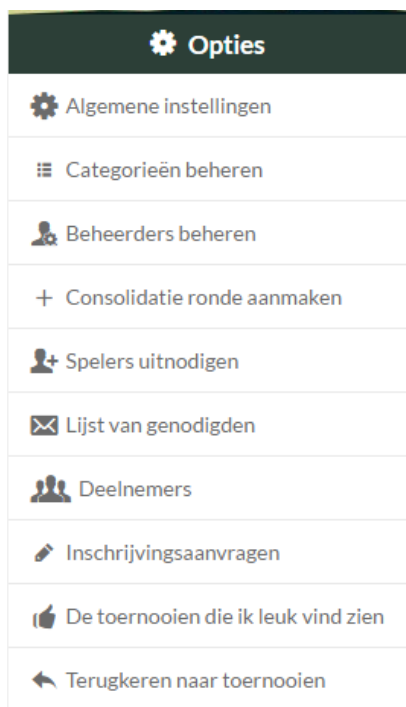 Opties
Algemene instellingen
Categorieën beheren
Beheerders beheren
Consolidatie ronde aanmaken
Spelers uitnodigen
Lijst van genodigden
Deelnemers
Inschrijvingsaanvragen
De toernooien die ik leuk vind zien
Terugkeren naar toernooien